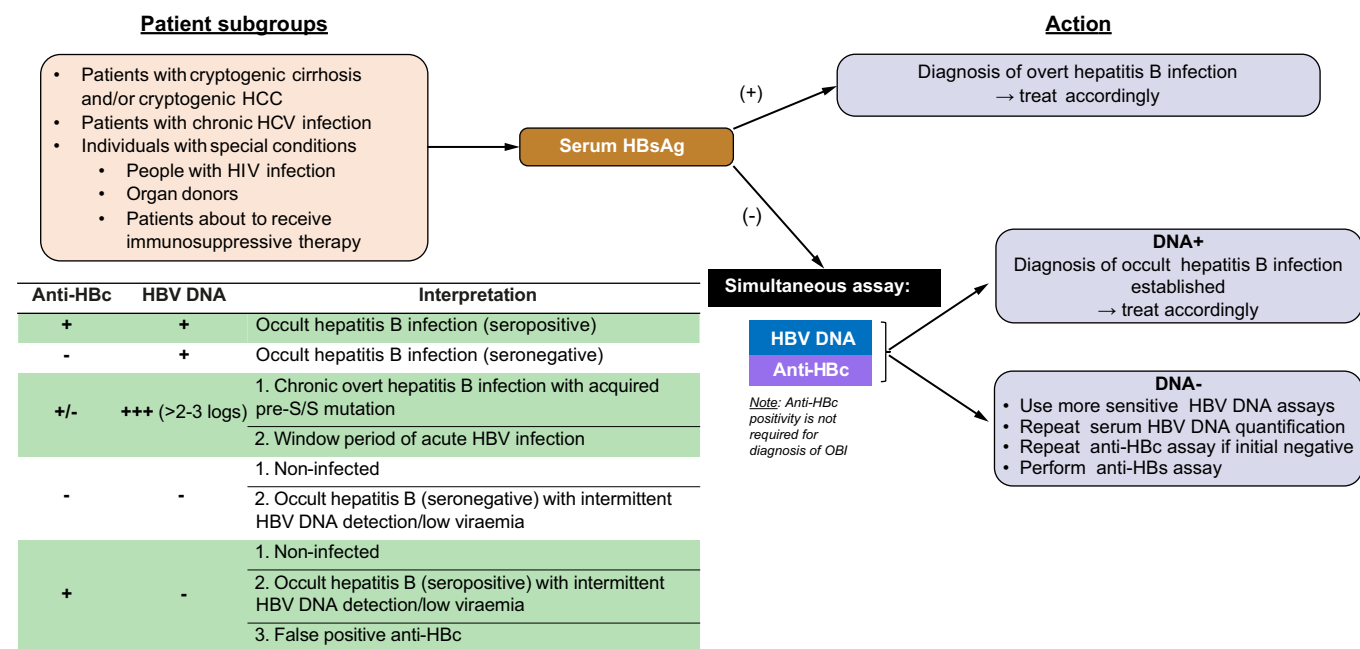 Patient subgroups
• Patients with cryptogenic cirrhosis
and/or cryptogenic HCC
• Patients with chronic HCV infection
• Individuals with special conditions
• People with HIV infection
• Organ donors
• Patients about to receive
immunosuppressive therapy
Serum HBsAg
(+)
(-)
Action
Diagnosis of overt hepatitis B infection
→ treat accordingly
Simultaneous assay:
HBV DNA
Anti-HBc
Note: Anti-HBc
positivity is not
required for
diagnosis of OBI
DNA+
Diagnosis of occult hepatitis B infection
established
→ treat accordingly
DNA-
• Use more sensitive HBV DNA assays
• Repeat serum HBV DNA quantification
• Repeat anti-HBc assay if initial negative
• Perform anti-HBs assay
Anti-HBc HBV DNA Interpretation
+ + Occult hepatitis B infection (seropositive)
- + Occult hepatitis B infection (seronegative)
+/- +++ (>2-3 logs) 1. Chronic overt hepatitis B infection with acquired
pre-S/S mutation
2. Window period of acute HBV infection
- - 1. Non-infected
2. Occult hepatitis B (seronegative) with intermittent
HBV DNA detection/low viraemia
+ - 1. Non-infected
2. Occult hepatitis B (seropositive) with intermittent
HBV DNA detection/low viraemia
3. False positive anti-HBc